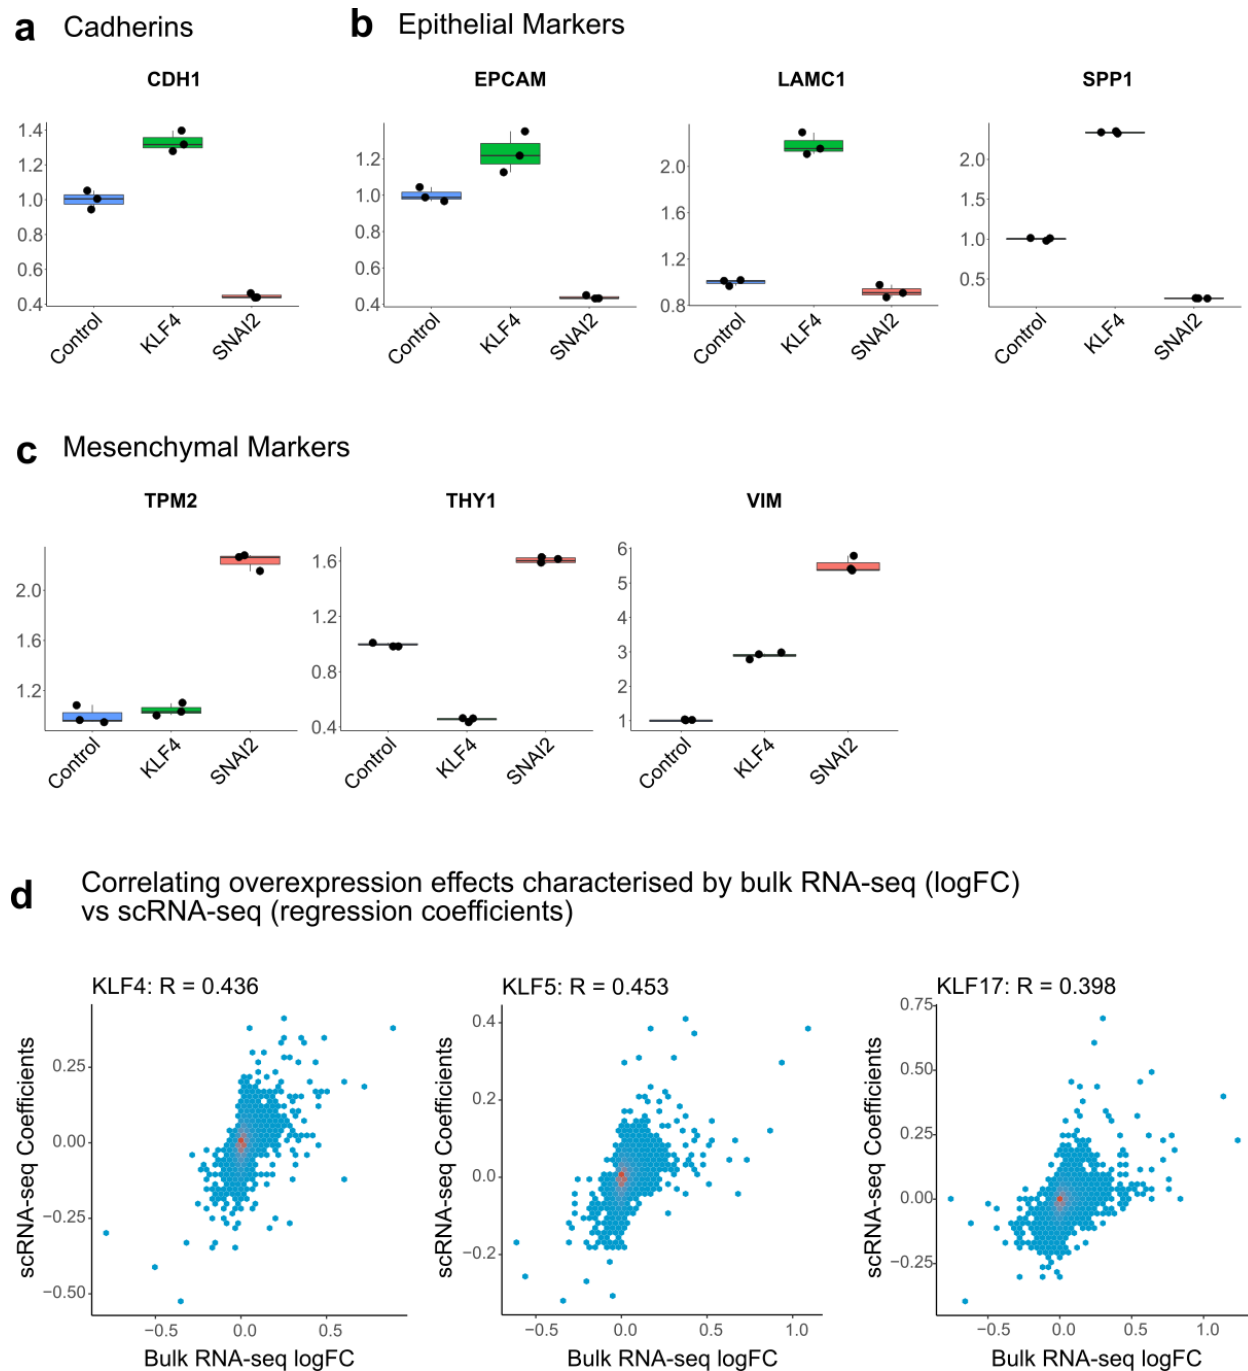 a Cadherins
b Epithelial Markers
CDH1
EPCAM
LAMC1
SPP1
1.4
1.2
1.0
0.8
0.6
0.4
Control
KLF4
SNAI2
1.2
1.0
0.8
0.6
0.4
Control
KLF4
SNAI2
2.0
1.6
1.2
0.8
Control
KLF4
SNAI2
2.0
1.5
1.0
0.5
Control
KLF4
SNAI2
c Mesenchymal Markers
TPM2
THY1
VIM
2.0
1.6
1.2
Control
KLF4
SNAI2
1.6
1.2
0.8
0.4
Control
KLF4
SNAI2
6
5
4
3
2
1
Control
KLF4
SNAI2
d Correlating overexpression effects characterised by bulk RNA-seq (logFC)
vs scRNA-seq (regression coefficients)
KLF4: R = 0.436
KLF5: R = 0.453
KLF17: R = 0.398
scRNA-seq Coefficients
0.25
0.00
−0.25
−0.50
−0.5
0.0
0.5
Bulk RNA-seq logFC
scRNA-seq Coefficients
0.4
0.2
0.0
−0.2
−0.5
0.0
0.5
1.0
Bulk RNA-seq logFC
scRNA-seq Coefficients
0.75
0.50
0.25
0.00
−0.25
−0.5
0.0
0.5
1.0
Bulk RNA-seq logFC